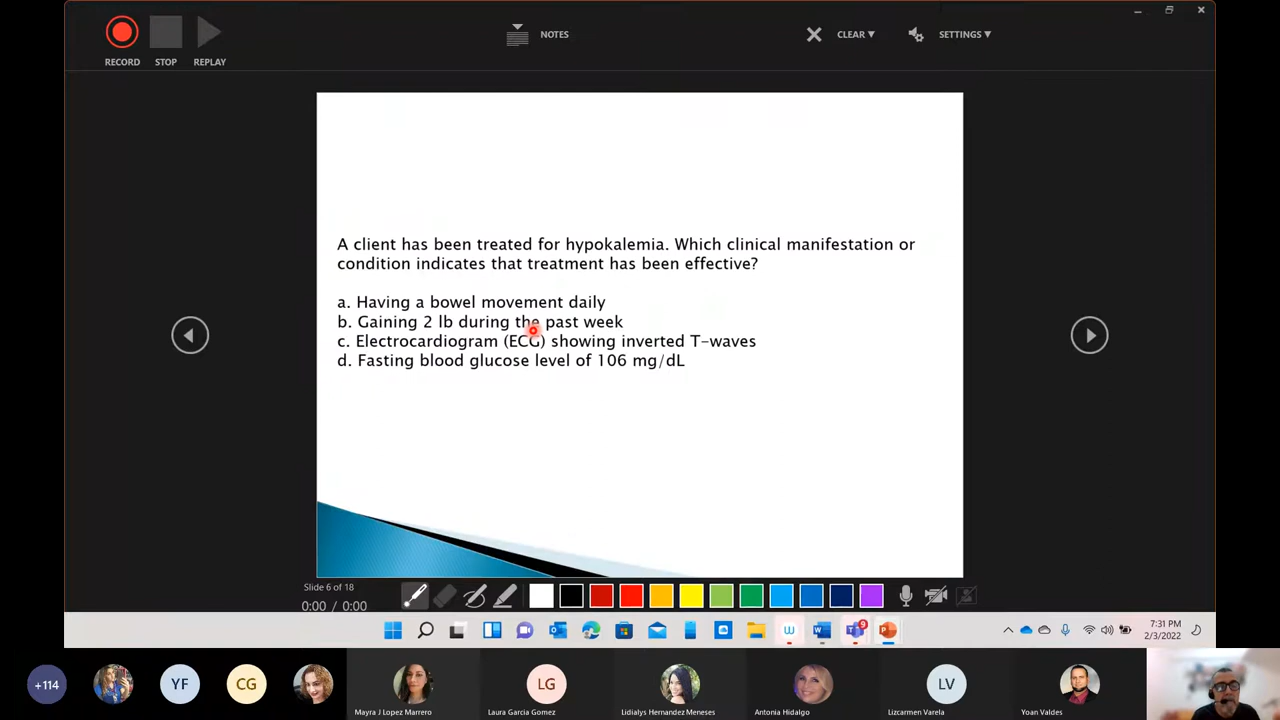 RECORD STOP REPLAY
NOTES
CLEAR ▼
SETTINGS ▼
A client has been treated for hypokalemia. Which clinical manifestation or
condition indicates that treatment has been effective?
a. Having a bowel movement daily
b. Gaining 2 lb during the past week
c. Electrocardiogram (ECG) showing inverted T-waves
d. Fasting blood glucose level of 106 mg/dL
Slide 6 of 18
0:00 / 0:00
9
7:31 PM
2/3/2022
+114
YF
CG
Mayra J Lopez Marrero
LG
Laura Garcia Gomez
Lidialys Hernandez Meneses
Antonia Hidalgo
LV
Lizcarmen Varela
Yoan Valdes